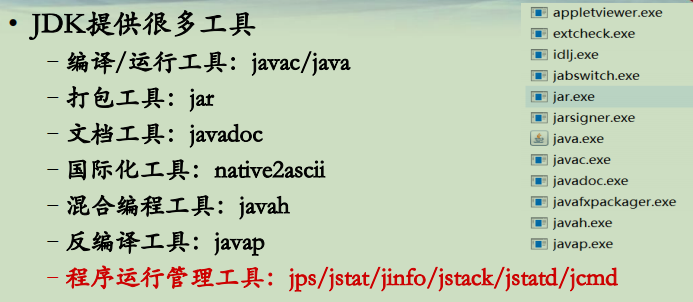 • JDK提供很多工具
– 编译/运行工具：javac/java
– 打包工具：jar
– 文档工具：javadoc
– 国际化工具：native2ascii
– 混合编程工具：javah
– 反编译工具：javap
– 程序运行管理工具：jps/jstat/jinfo/jstack/jstatd/jcmd
appletviewer.exe
extcheck.exe
idlj.exe
jabswitch.exe
jar.exe
jarsigner.exe
java.exe
javac.exe
javadoc.exe
javafxpackager.exe
javah.exe
javap.exe